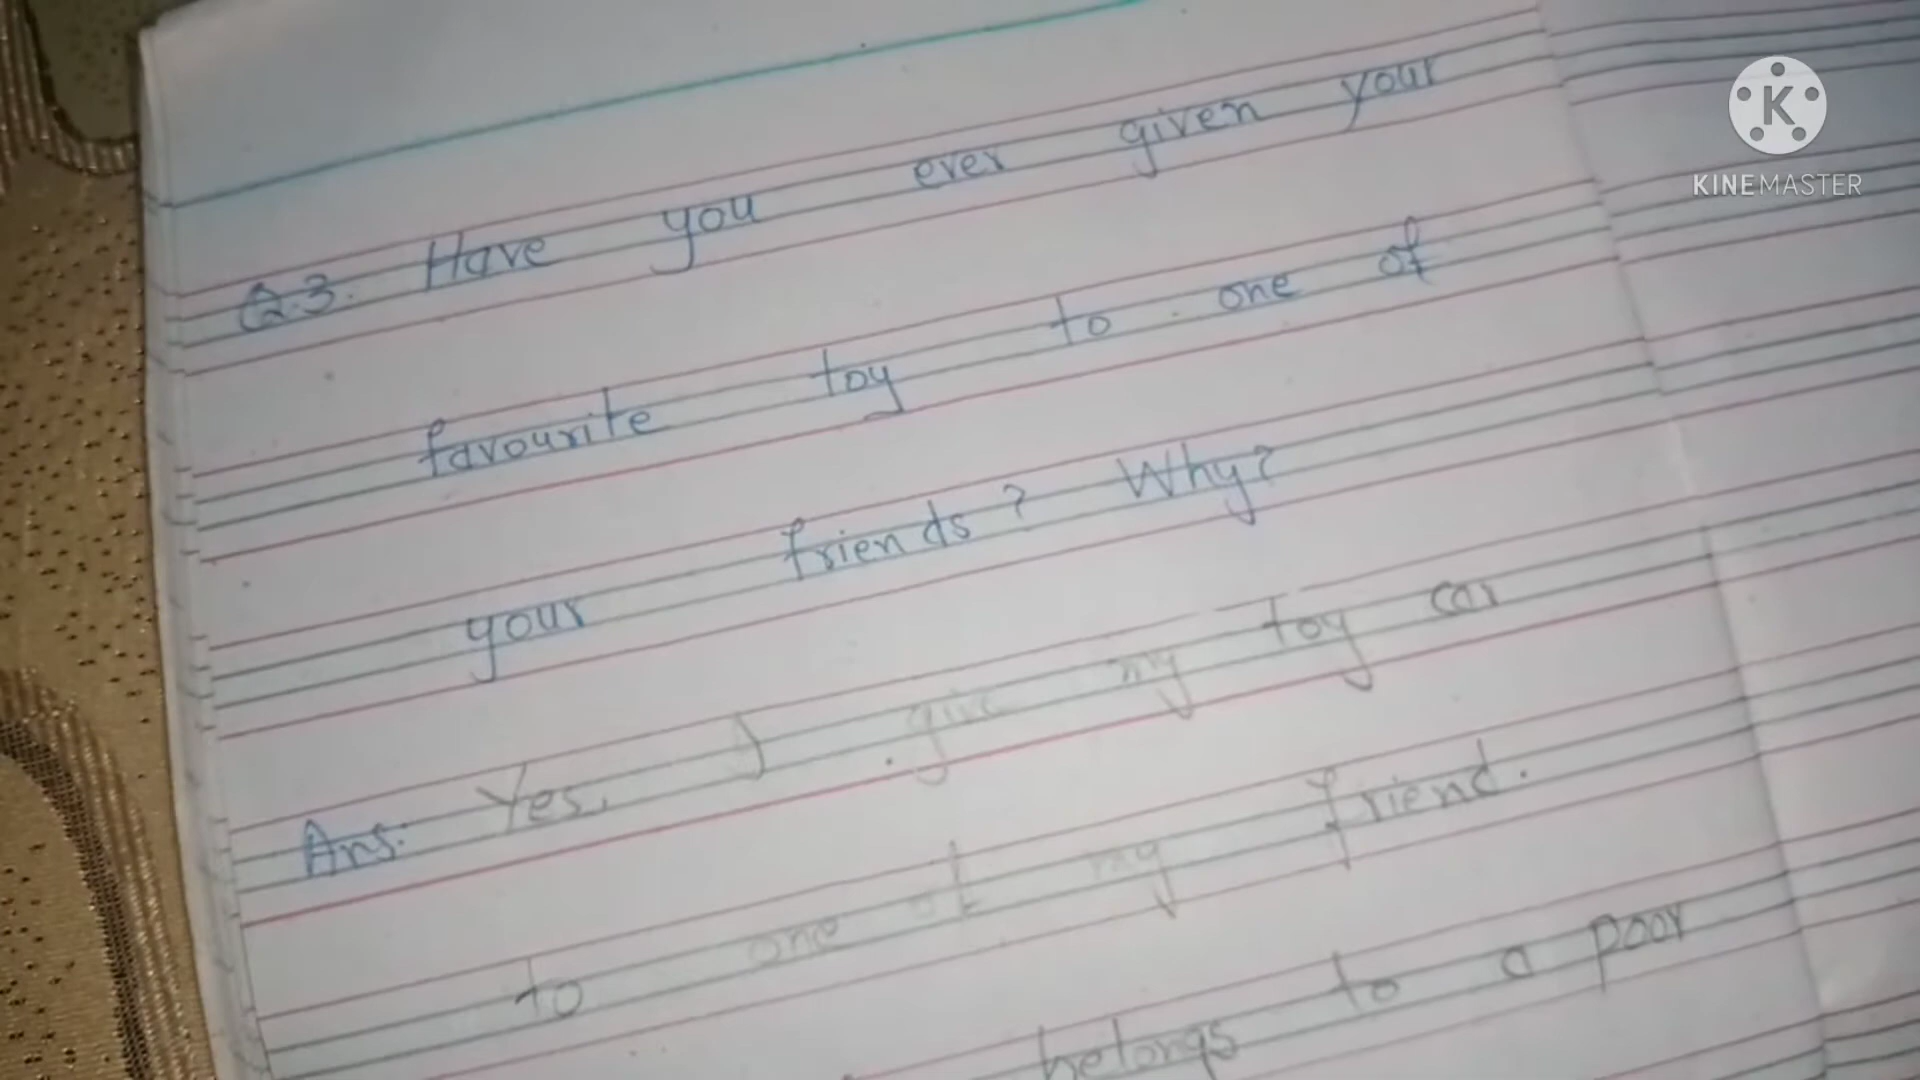 Q.3. Have you ever given your
favourite toy to one of
your friends? Why?
Ans: Yes, I give my toy car
to one of my friend.
belongs to a poor
K
KINEMASTER